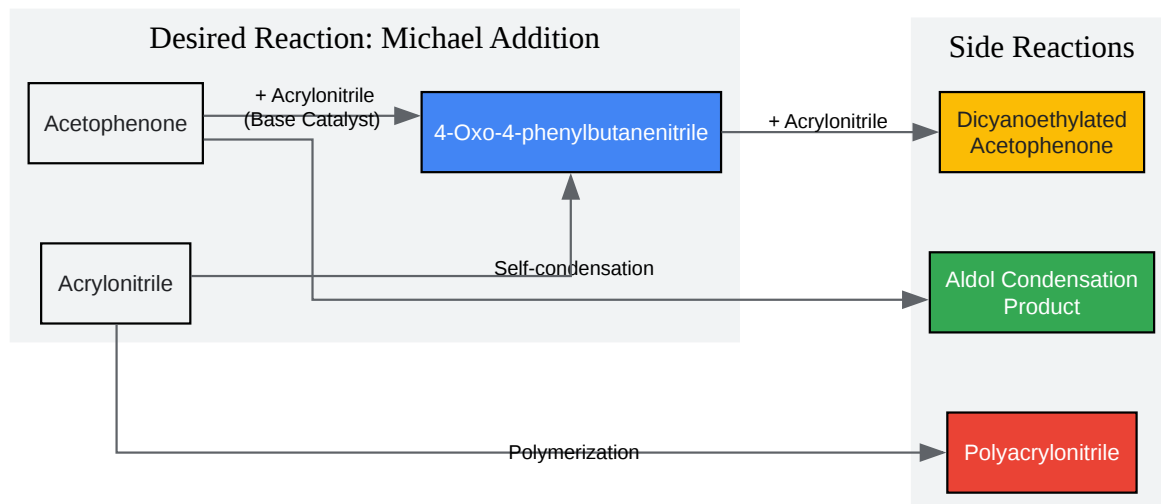 Desired Reaction: Michael Addition
Side Reactions
Acetophenone
+ Acrylonitrile
(Base Catalyst)
4-Oxo-4-phenylbutanenitrile
+ Acrylonitrile
Dicyanoethylated
Acetophenone
Acrylonitrile
Self-condensation
Aldol Condensation
Product
Polymerization
Polyacrylonitrile